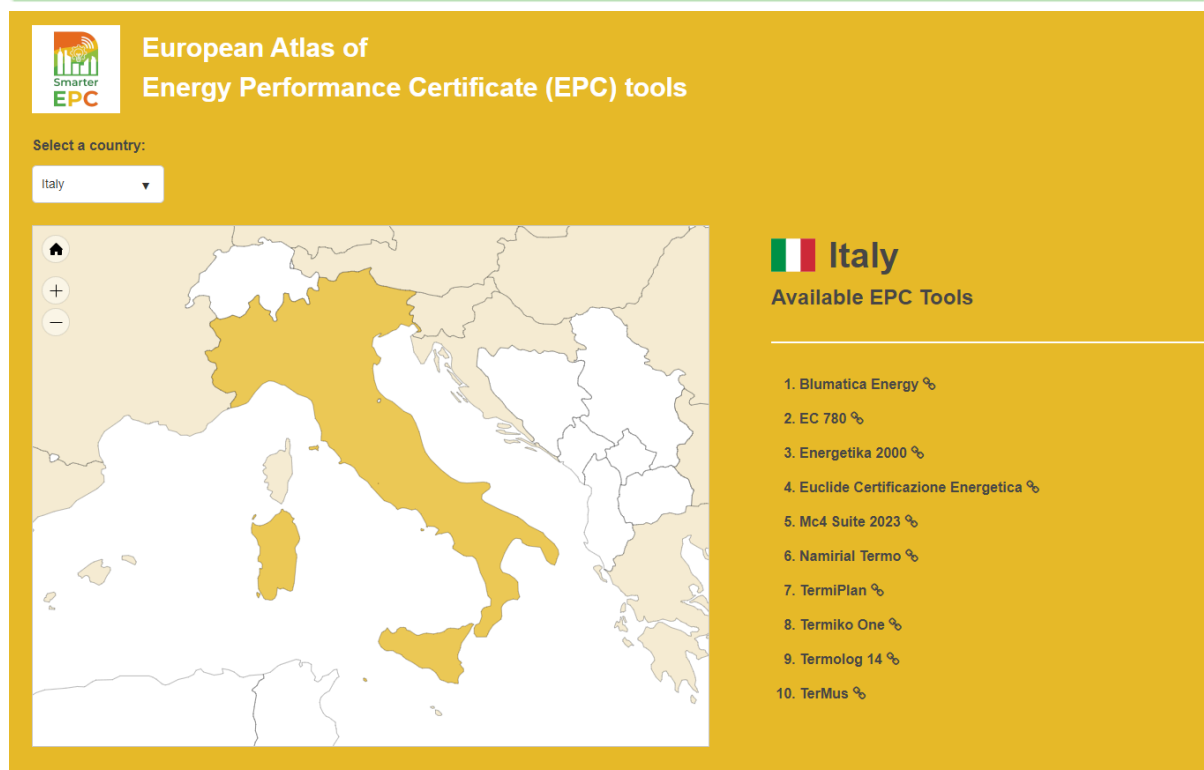 Smarter
EPC
European Atlas of
Energy Performance Certificate (EPC) tools
Select a country:
Italy
Italy
Available EPC Tools
1. Blumatica Energy
2. EC 780
3. Energetika 2000
4. Euclide Certificazione Energetica
5. Mc4 Suite 2023
6. Namirial Termo
7. TermiPlan
8. Termiko One
9. Termolog 14
10. TerMus